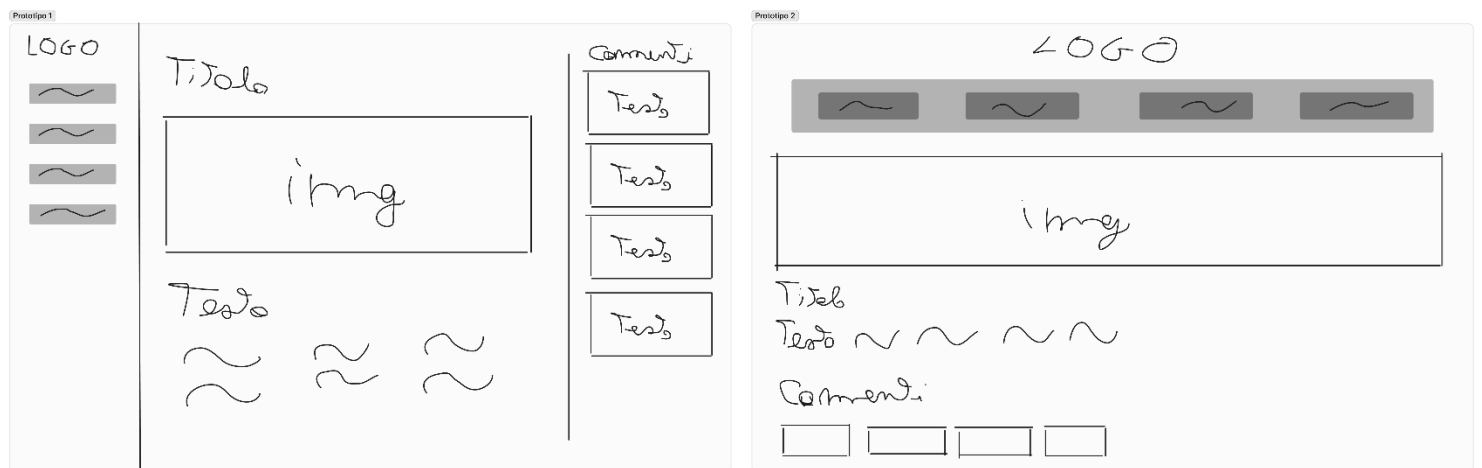 Prototipo 1
LOGO
Titolo
img
Testo
Commenti
Testo
Testo
Testo
Testo
Prototipo 2
LOGO
img
Titolo
Testo
Commenti